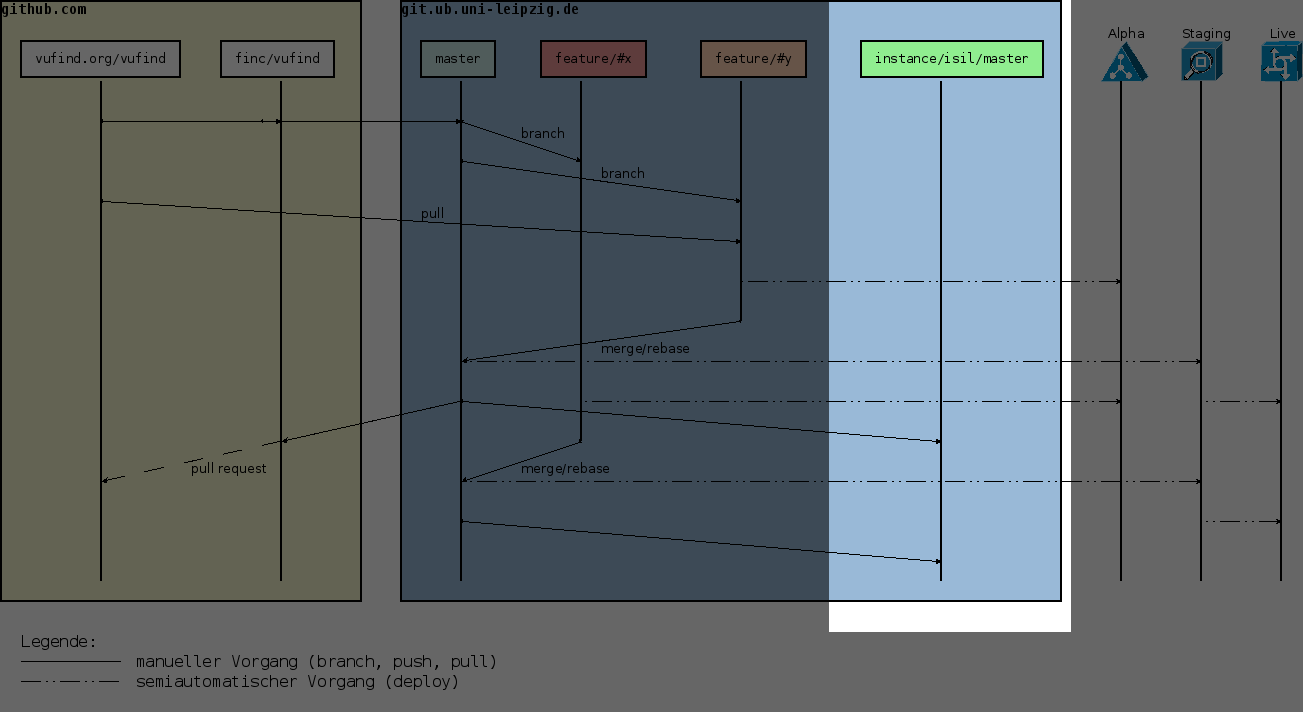 github.com
git.ub.uni-leipzig.de
Alpha
Staging
Live
vufind.org/vufind
finc/vufind
master
feature/#x
feature/#y
instance/isil/master
branch
branch
pull
merge/rebase
pull request
merge/rebase
Legende:
manueller Vorgang (branch, push, pull)
semiautomatischer Vorgang (deploy)